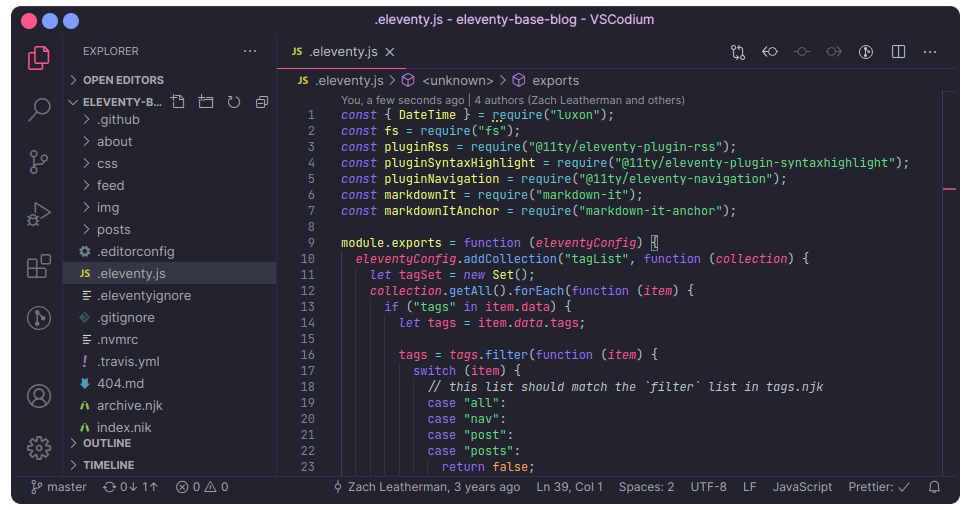 .eleventy.js - eleventy-base-blog - VSCodium
EXPLORER
OPEN EDITORS
ELEVENTY-B...
.github
about
css
feed
img
posts
.editorconfig
JS .eleventy.js
.eleventyignore
.gitignore
.nvmrc
! .travis.yml
404.md
archive.njk
index.njk
OUTLINE
TIMELINE
JS .eleventy.js
JS .eleventy.js > <unknown> > exports
You, a few seconds ago | 4 authors (Zach Leatherman and others)
1 const { DateTime } = require("luxon");
2 const fs = require("fs");
3 const pluginRss = require("@11ty/eleventy-plugin-rss");
4 const pluginSyntaxHighlight = require("@11ty/eleventy-plugin-syntaxhighlight");
5 const pluginNavigation = require("@11ty/eleventy-navigation");
6 const markdownIt = require("markdown-it");
7 const markdownItAnchor = require("markdown-it-anchor");
8
9 module.exports = function (eleventyConfig) {
10 eleventyConfig.addCollection("tagList", function (collection) {
11 let tagSet = new Set();
12 collection.getAll().forEach(function (item) {
13 if ("tags" in item.data) {
14 let tags = item.data.tags;
15
16 tags = tags.filter(function (item) {
17 switch (item) {
18 // this list should match the `filter` list in tags.njk
19 case "all":
20 case "nav":
21 case "post":
22 case "posts":
23 return false;
master 0↓ 1↑ 0 0 Zach Leatherman, 3 years ago Ln 39, Col 1 Spaces: 2 UTF-8 LF JavaScript Prettier: ✓